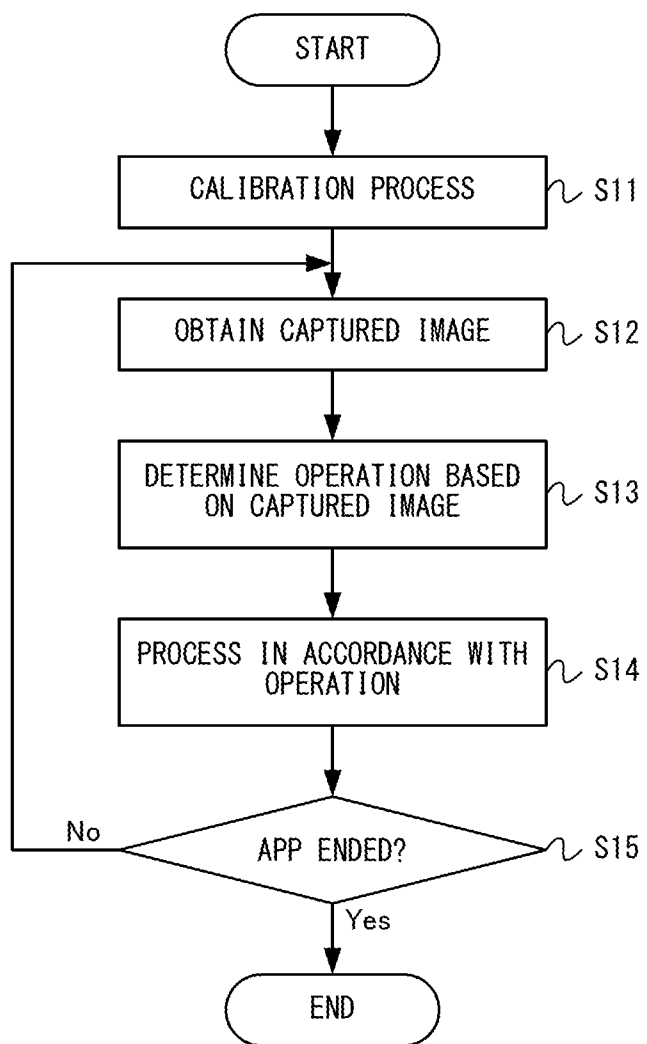 START
CALIBRATION PROCESS
S11
OBTAIN CAPTURED IMAGE
S12
DETERMINE OPERATION BASED
ON CAPTURED IMAGE
S13
PROCESS IN ACCORDANCE WITH
OPERATION
S14
No
APP ENDED?
S15
Yes
END